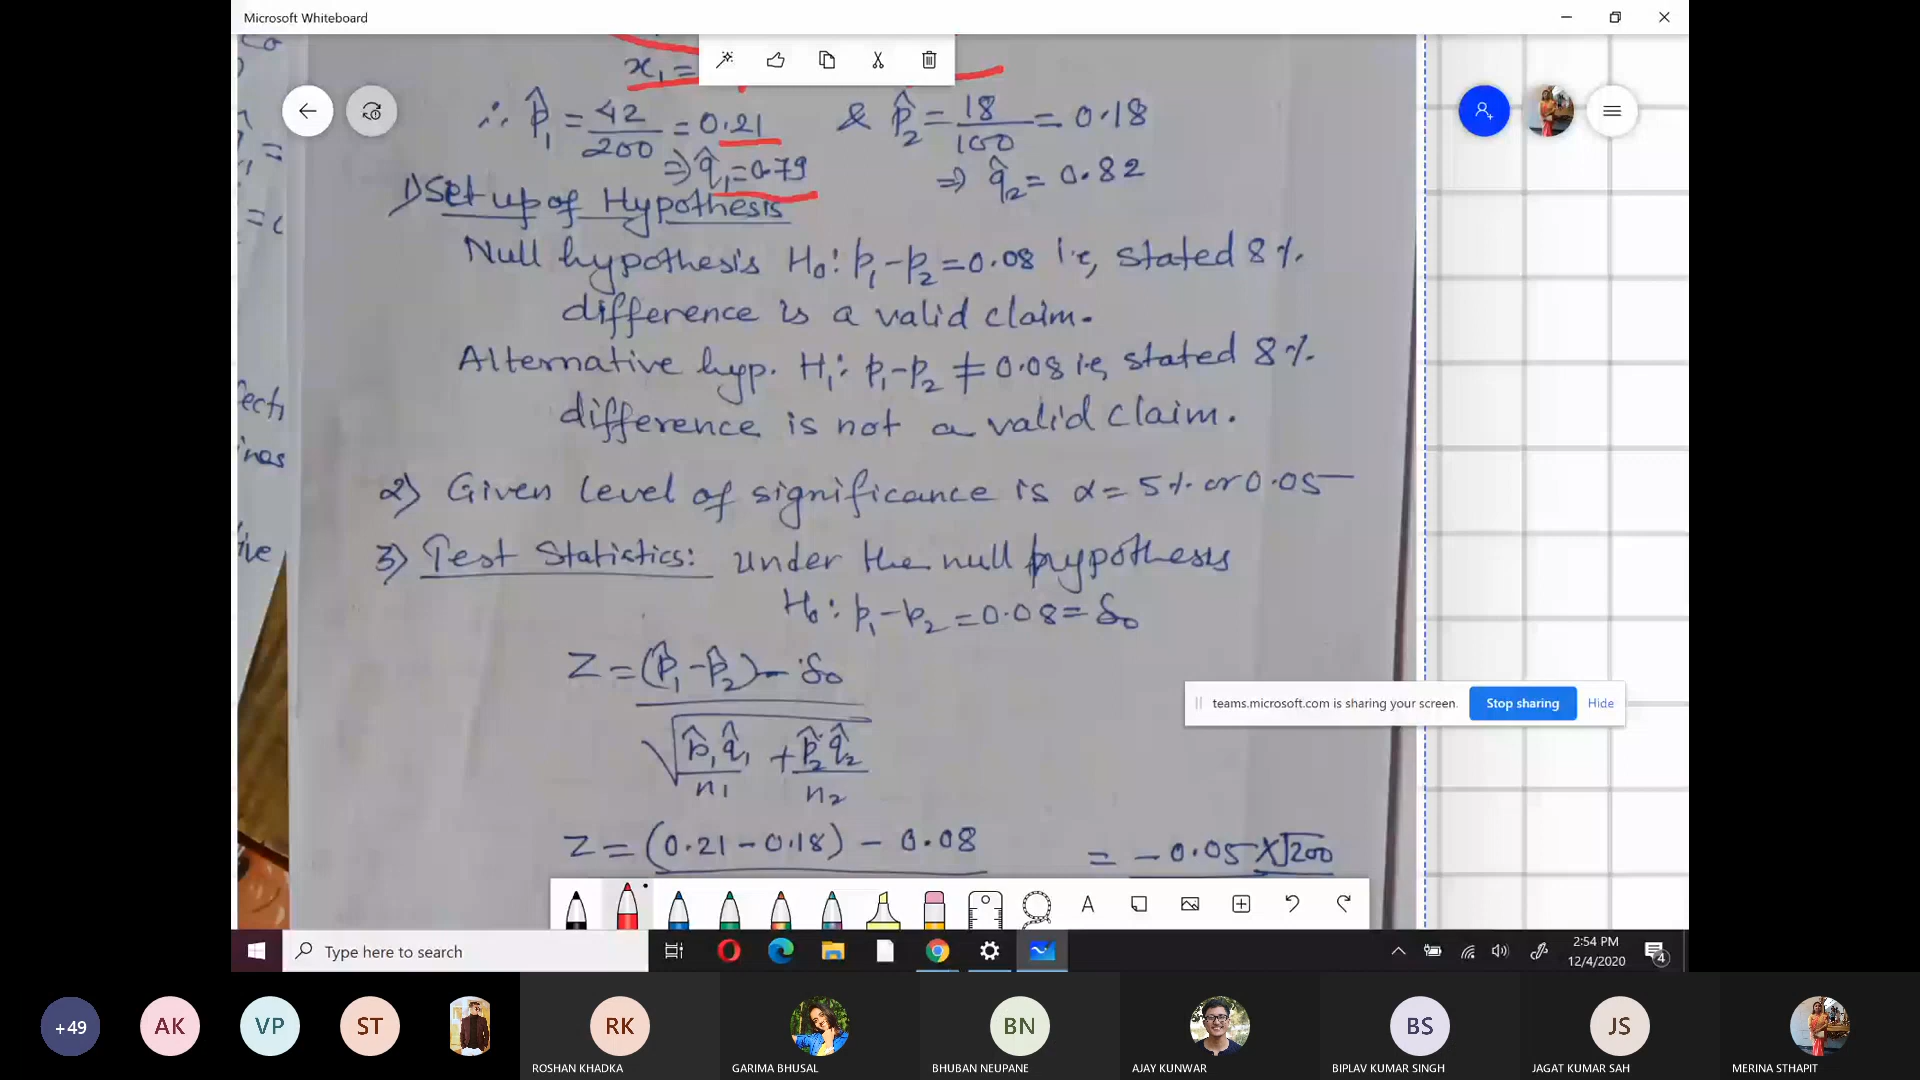 Microsoft Whiteboard
x₁ =
∴ p̂₁ = 42/200 = 0.21 & p̂₂ = 18/100 = 0.18
⇒ q̂₁ = 0.79 ⇒ q̂₂ = 0.82
1) Set up of Hypothesis
Null hypothesis H₀: p₁-p₂ = 0.08 i.e, stated 8%
difference is a valid claim.
Alternative hyp. H₁: p₁-p₂ ≠ 0.08 i.e, stated 8%
difference is not a valid claim.
2) Given level of significance is α = 5% or 0.05
3) Test Statistics: Under the null hypothesis
H₀: p₁-p₂ = 0.08 = δ₀
Z = (p̂₁-p̂₂) - δ₀
√ p̂₁q̂₁/n₁ + p̂₂q̂₂/n₂
Z = (0.21-0.18) - 0.08 = -0.05 × √200
teams.microsoft.com is sharing your screen. Stop sharing Hide
Type here to search
2:54 PM
12/4/2020
4
+49 AK VP ST RK BN BS JS
ROSHAN KHADKA GARIMA BHUSAL BHUBAN NEUPANE AJAY KUNWAR BIPLAV KUMAR SINGH JAGAT KUMAR SAH MERINA STHAPIT